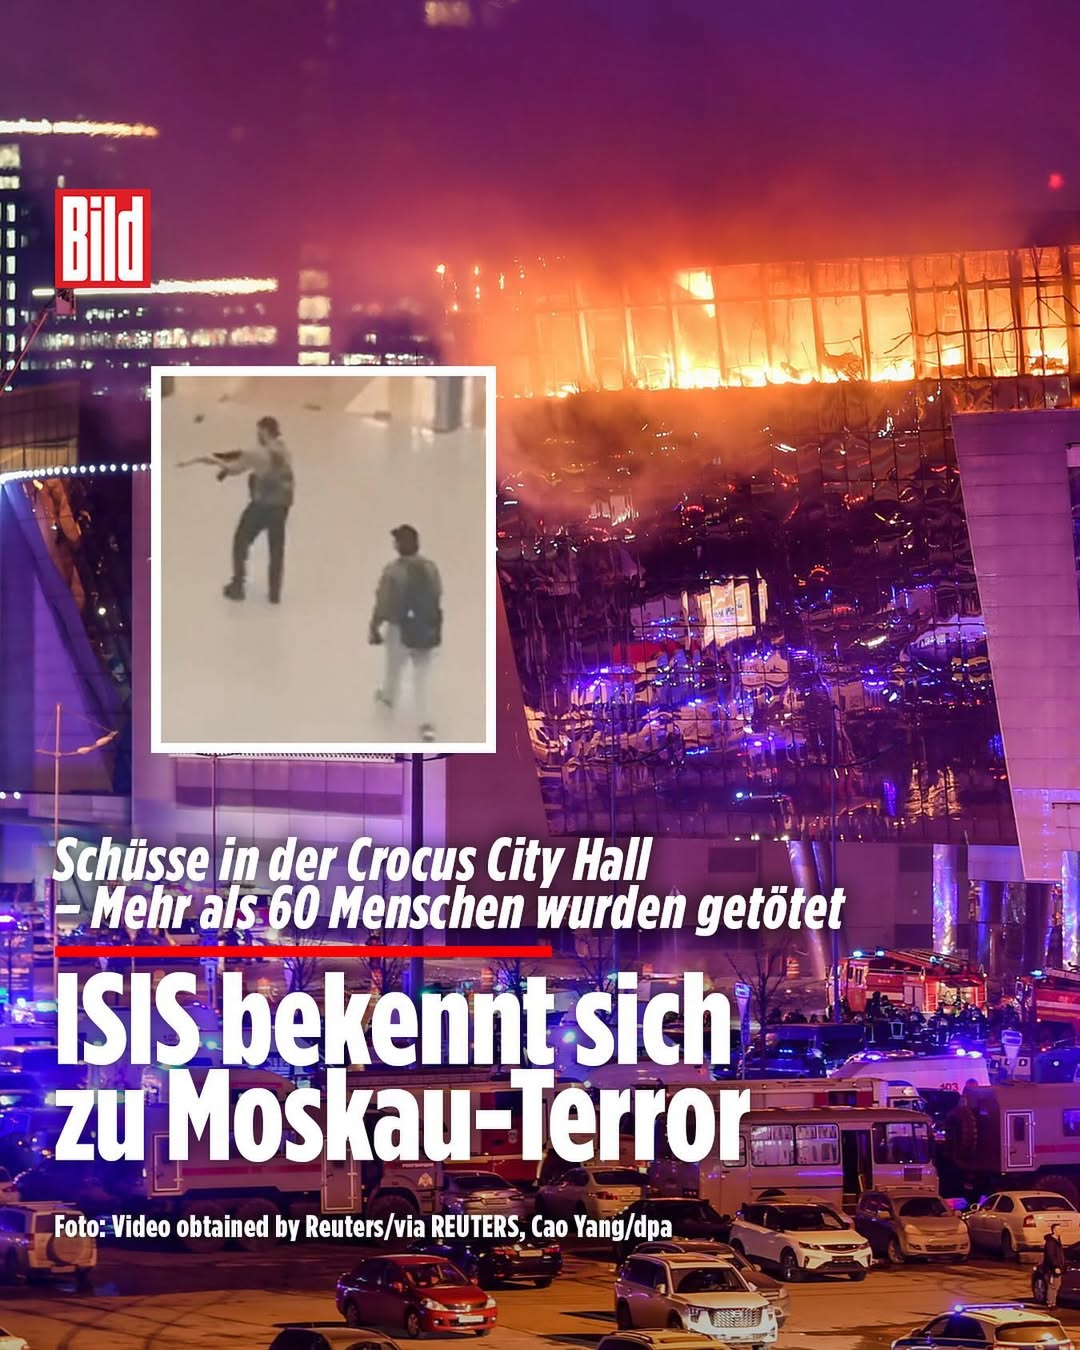 Bild
Schüsse in der Crocus City Hall
– Mehr als 60 Menschen wurden getötet
ISIS bekennt sich
zu Moskau-Terror
Foto: Video obtained by Reuters/via REUTERS, Cao Yang/dpa
103